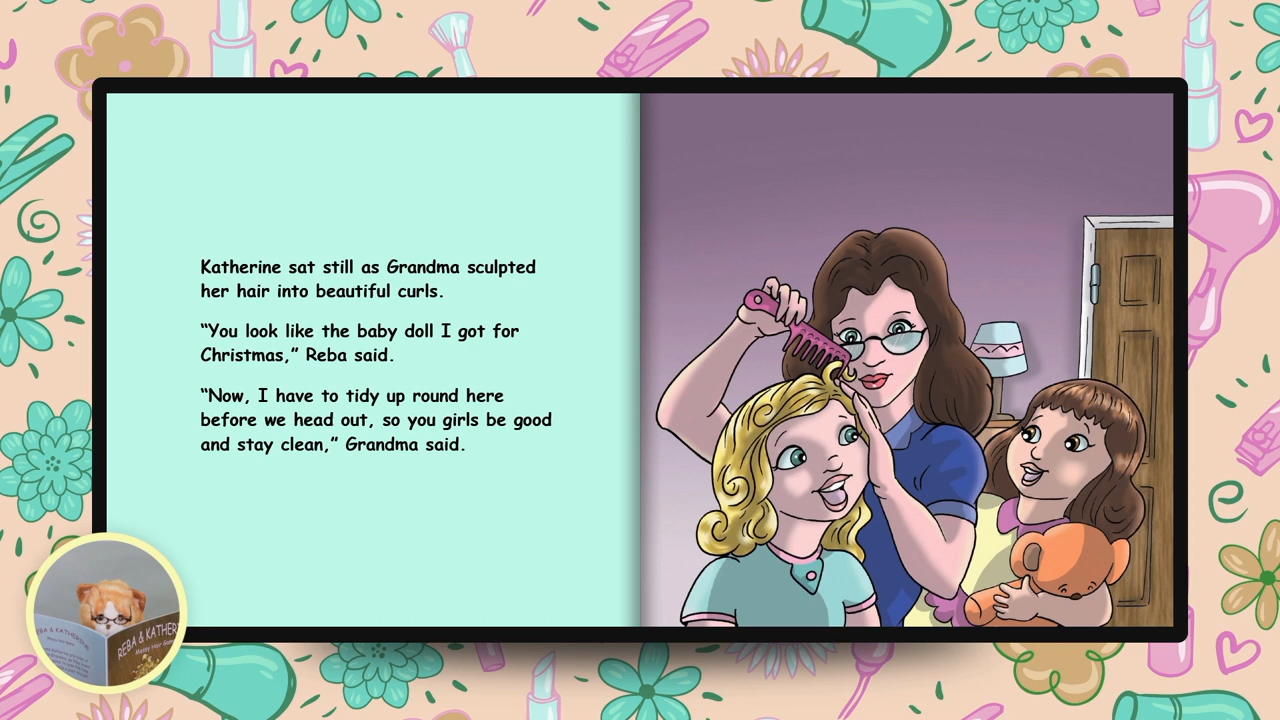 Katherine sat still as Grandma sculpted
her hair into beautiful curls.
“You look like the baby doll I got for
Christmas,” Reba said.
“Now, I have to tidy up round here
before we head out, so you girls be good
and stay clean,” Grandma said.
REBA & KATHER